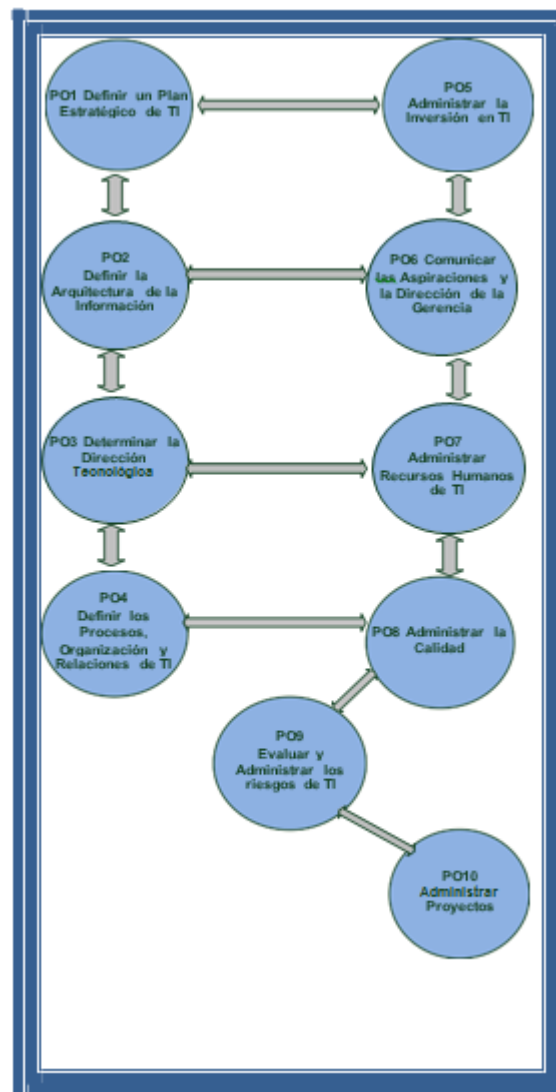 PO1 Definir un Plan
Estratégico de TI
PO5
Administrar la
Inversión en TI
PO2
Definir la
Arquitectura de la
Información
PO6 Comunicar
las Aspiraciones y
la Dirección de la
Gerencia
PO3 Determinar la
Dirección
Tecnológica
PO7
Administrar
Recursos Humanos
de TI
PO4
Definir los
Procesos,
Organización y
Relaciones de TI
PO8 Administrar la
Calidad
PO9
Evaluar y
Administrar los
riesgos de TI
PO10
Administrar
Proyectos